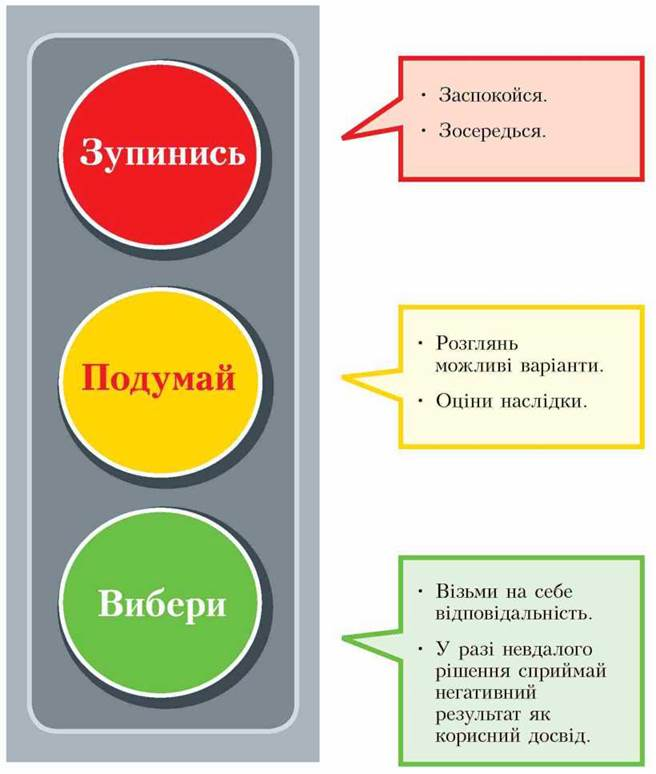 Зупинись
• Заспокойся.
• Зосередься.
Подумай
• Розглянь
можливі варіанти.
• Оціни наслідки.
Вибери
• Візьми на себе
відповідальність.
• У разі невдалого
рішення сприймай
негативний
результат як
корисний досвід.